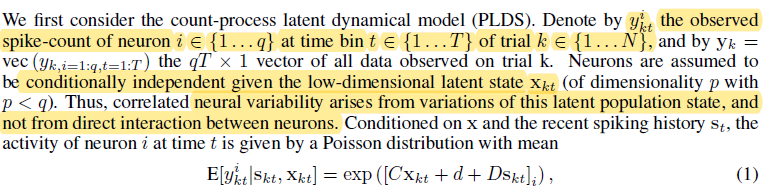 We first consider the count-process latent dynamical model (PLDS). Denote by $y^i_{kt}$ the observed
spike-count of neuron $i \in \{1 \ldots q\}$ at time bin $t \in \{1 \ldots T\}$ of trial $k \in \{1 \ldots N\}$, and by $\mathrm{y}_k =$
$\mathrm{vec}\,(\mathrm{y}_{k,i=1:q,t=1:T})$ the $qT \times 1$ vector of all data observed on trial k. Neurons are assumed to
be conditionally independent given the low-dimensional latent state $\mathrm{x}_{kt}$ (of dimensionality $p$ with
$p < q$). Thus, correlated neural variability arises from variations of this latent population state, and
not from direct interaction between neurons. Conditioned on x and the recent spiking history $\mathrm{s}_t$, the
activity of neuron $i$ at time $t$ is given by a Poisson distribution with mean
$\mathrm{E}[y^i_{kt}|\mathrm{s}_{kt}, \mathrm{x}_{kt}] = \exp\left([C\mathrm{x}_{kt} + d + D\mathrm{s}_{kt}]_i\right),$ (1)